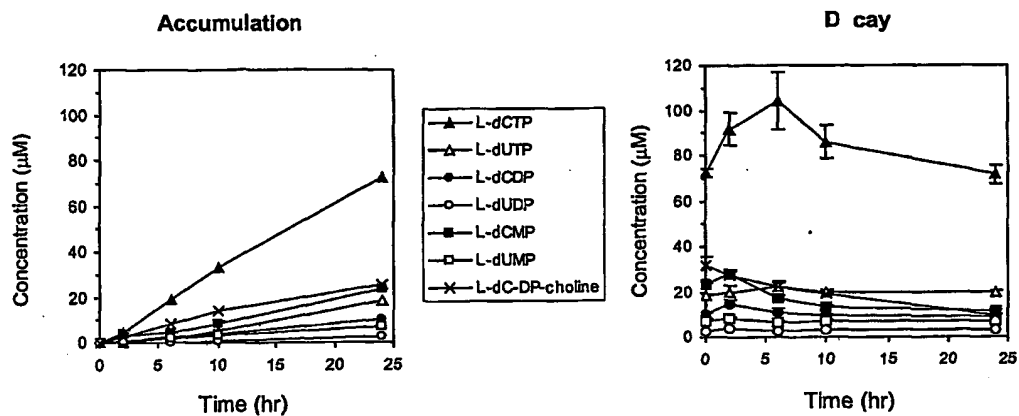 Accumulation
120
100
80
60
40
20
0
0
5
10
15
20
25
Concentration (µM)
Time (hr)
L-dCTP
L-dUTP
L-dCDP
L-dUDP
L-dCMP
L-dUMP
L-dC-DP-choline
D cay
120
100
80
60
40
20
0
0
5
10
15
20
25
Concentration (µM)
Time (hr)